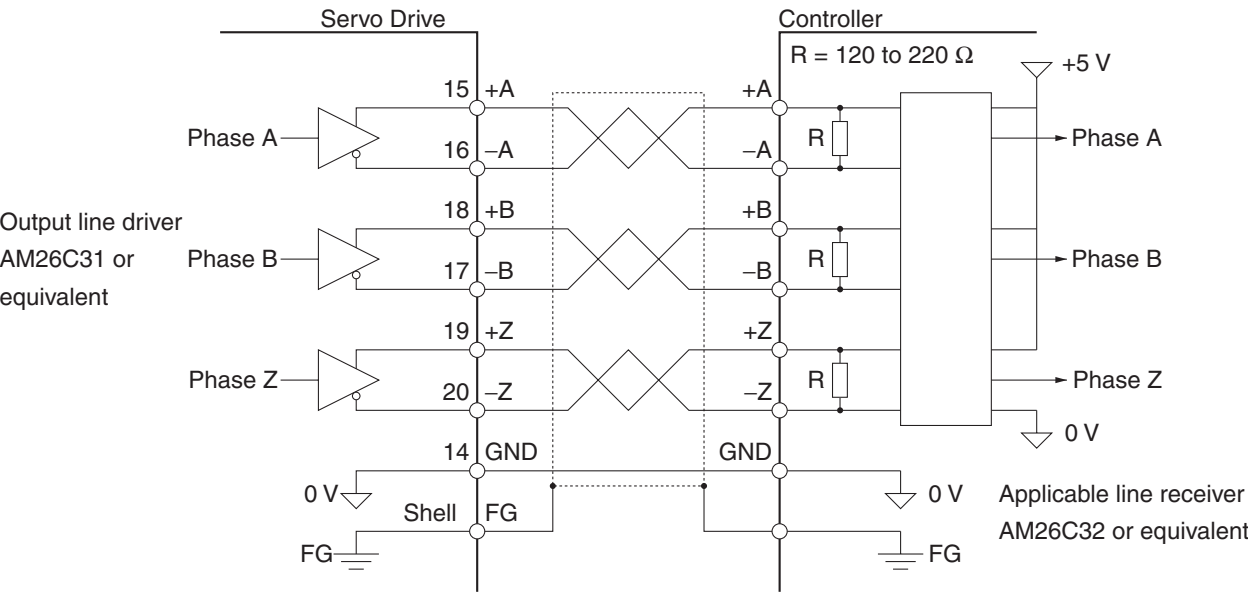 Servo Drive
Controller
R = 120 to 220 Ω
+5 V
15 +A
+A
Phase A
R
Phase A
16 –A
–A
18 +B
+B
Output line driver
AM26C31 or
equivalent
Phase B
R
Phase B
17 –B
–B
19 +Z
+Z
Phase Z
R
Phase Z
20 –Z
–Z
0 V
14 GND
GND
0 V
0 V
Applicable line receiver
AM26C32 or equivalent
Shell FG
FG
FG